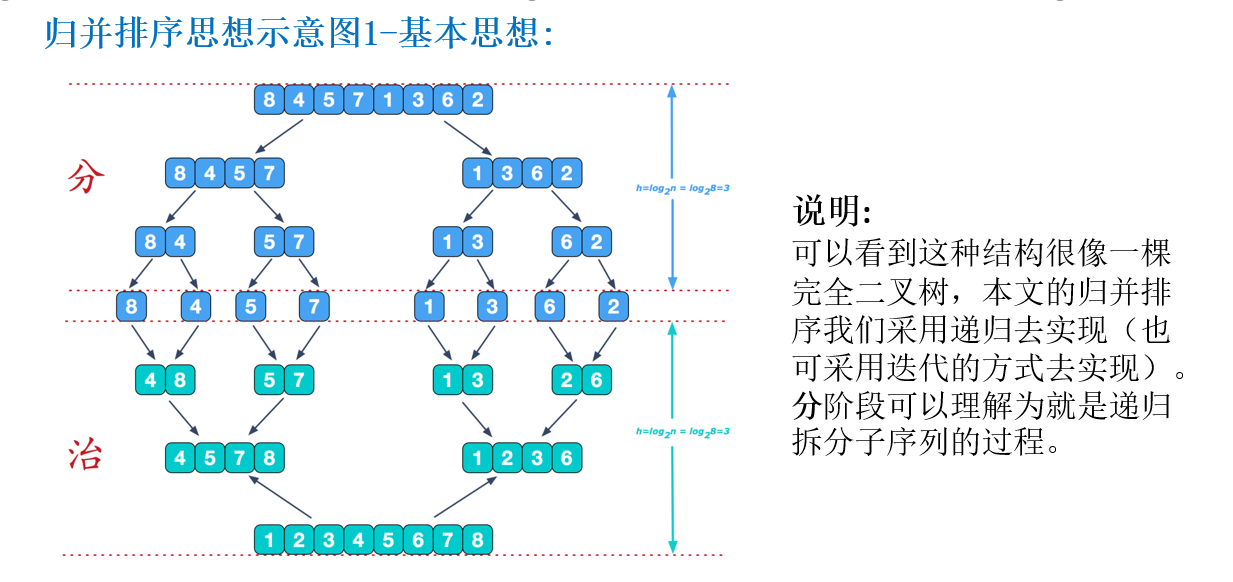 归并排序思想示意图1-基本思想：
8 4 5 7 1 3 6 2
分
8 4 5 7 1 3 6 2
h=log2n = log28=3
8 4 5 7 1 3 6 2
8 4 5 7 1 3 6 2
4 8 5 7 1 3 2 6
h=log2n = log28=3
治
4 5 7 8 1 2 3 6
1 2 3 4 5 6 7 8
说明:
可以看到这种结构很像一棵
完全二叉树，本文的归并排
序我们采用递归去实现（也
可采用迭代的方式去实现）。
分阶段可以理解为就是递归
拆分子序列的过程。